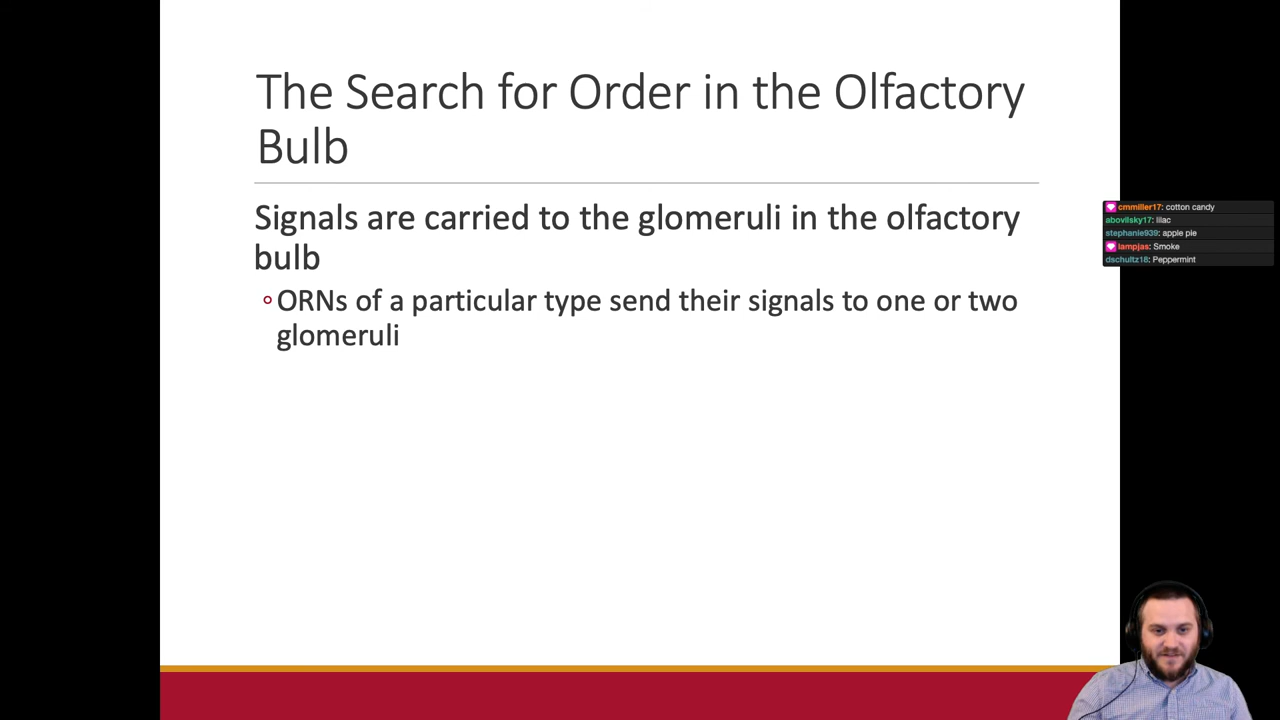 The Search for Order in the Olfactory
Bulb
Signals are carried to the glomeruli in the olfactory
bulb
ORNs of a particular type send their signals to one or two
glomeruli
cmmiller17: cotton candy
abovilsky17: lilac
stephanie939: apple pie
lampjas: Smoke
dschultz18: Peppermint